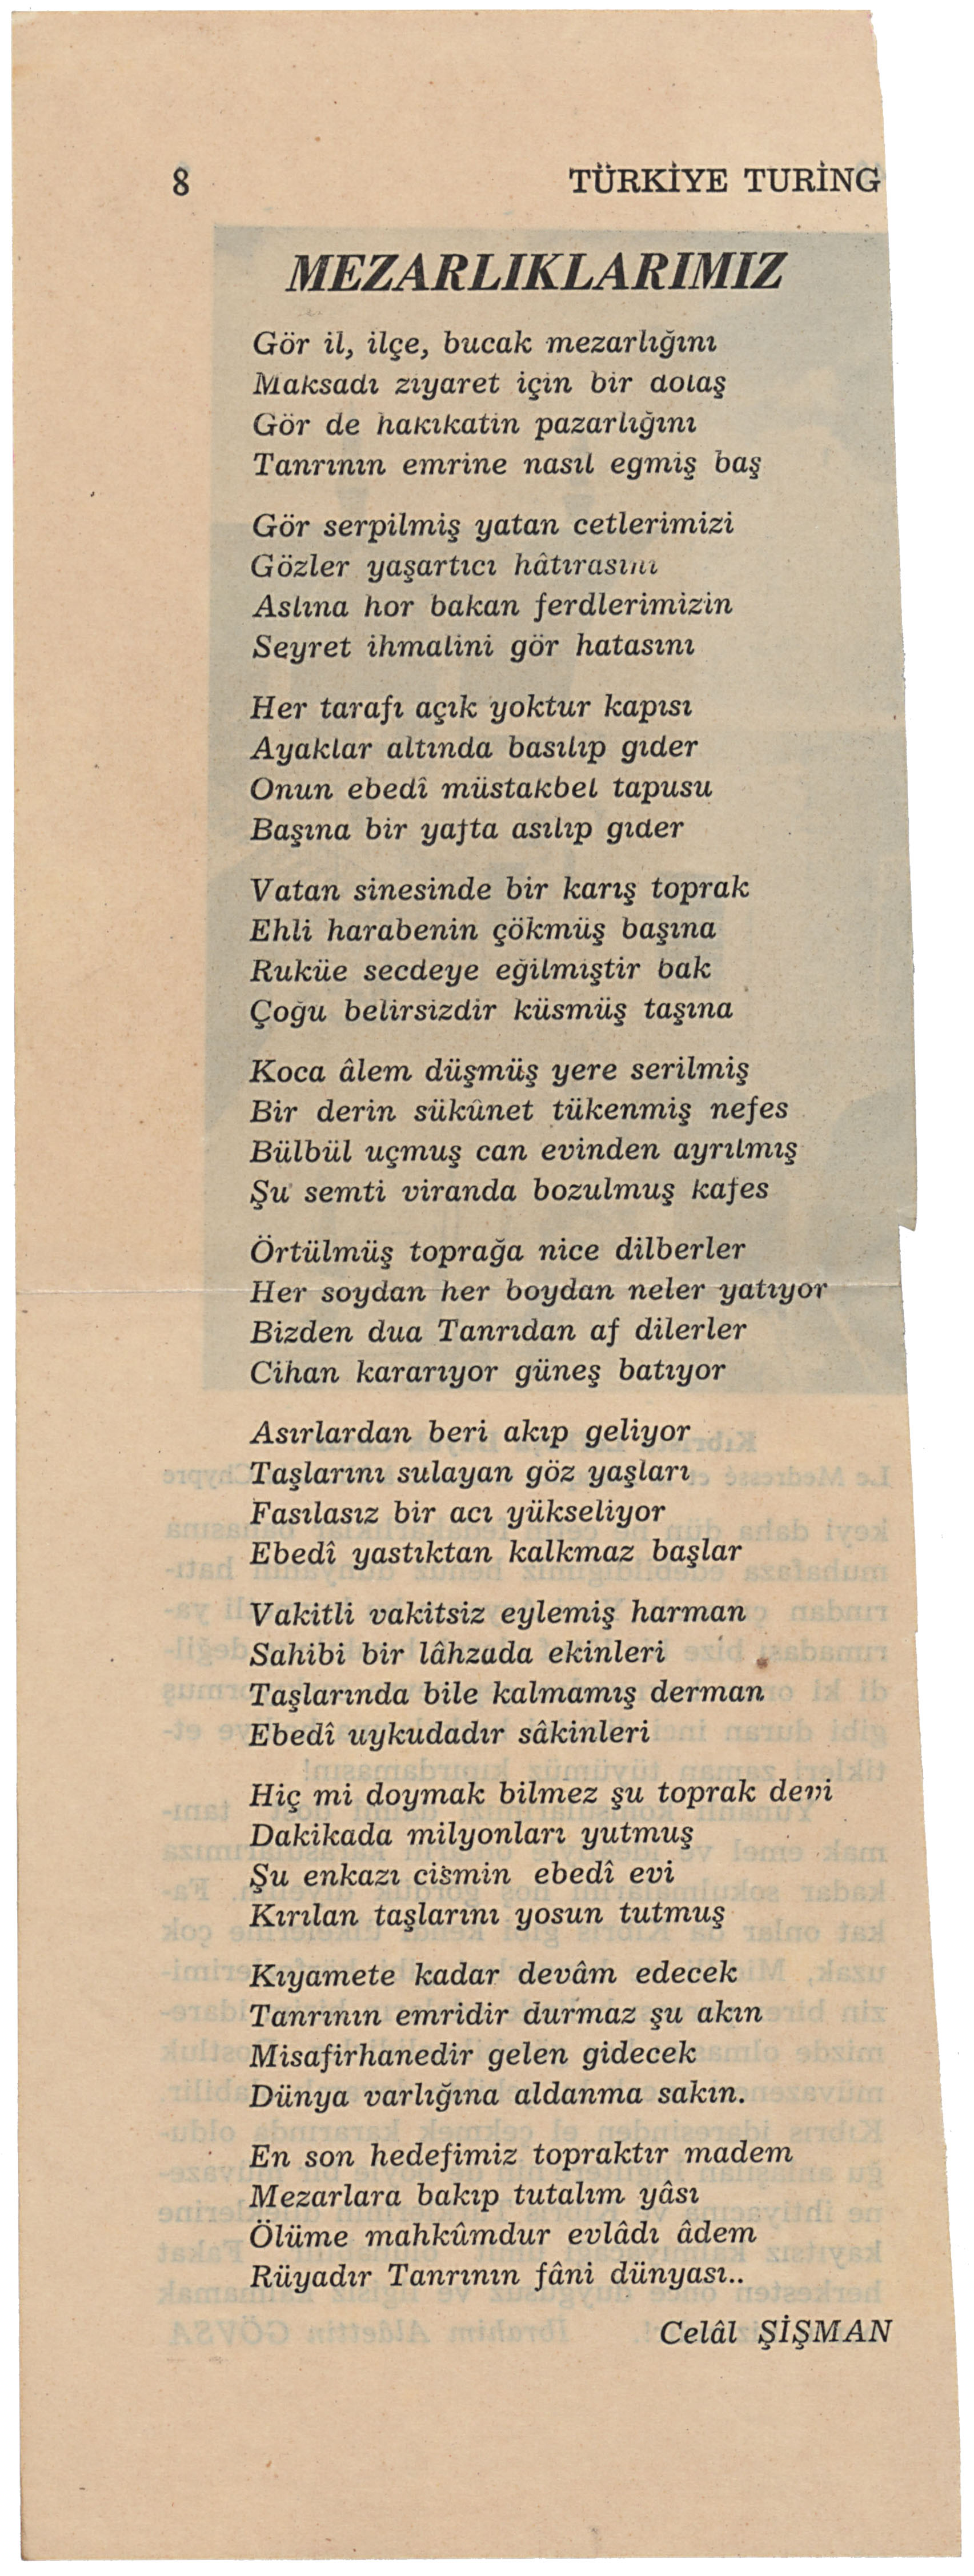 8
TÜRKİYE TURİNG
MEZARLIKLARIMIZ
Gör il, ilçe, bucak mezarlığını
Maksadı ziyaret için bir dolaş
Gör de hakikatin pazarlığını
Tanrının emrine nasıl eğmiş baş
Gör serpilmiş yatan cetlerimizi
Gözler yaşartıcı hâtırasını
Aslına hor bakan ferdlerimizin
Seyret ihmalini gör hatasını
Her tarafı açık yoktur kapısı
Ayaklar altında basılıp gider
Onun ebedî müstakbel tapusu
Başına bir yafta asılıp gider
Vatan sinesinde bir karış toprak
Ehli harabenin çökmüş başına
Ruküe secdeye eğilmiştir bak
Çoğu belirsizdir küsmüş taşına
Koca âlem düşmüş yere serilmiş
Bir derin sükûnet tükenmiş nefes
Bülbül uçmuş can evinden ayrılmış
Şu semti viranda bozulmuş kafes
Örtülmüş toprağa nice dilberler
Her soydan her boydan neler yatıyor
Bizden dua Tanrıdan af dilerler
Cihan kararıyor güneş batıyor
Asırlardan beri akıp geliyor
Taşlarını sulayan göz yaşları
Fasılasız bir acı yükseliyor
Ebedî yastıktan kalkmaz başlar
Vakitli vakitsiz eylemiş harman
Sahibi bir lâhzada ekinleri
Taşlarında bile kalmamış derman
Ebedî uykudadır sâkinleri
Hiç mi doymak bilmez şu toprak devi
Dakikada milyonları yutmuş
Şu enkazı cismin ebedî evi
Kırılan taşlarını yosun tutmuş
Kıyamete kadar devâm edecek
Tanrının emridir durmaz şu akın
Misafirhanedir gelen gidecek
Dünya varlığına aldanma sakın.
En son hedefimiz topraktır madem
Mezarlara bakıp tutalım yâsı
Ölüme mahkûmdur evlâdı âdem
Rüyadır Tanrının fâni dünyası..
Celâl ŞİŞMAN